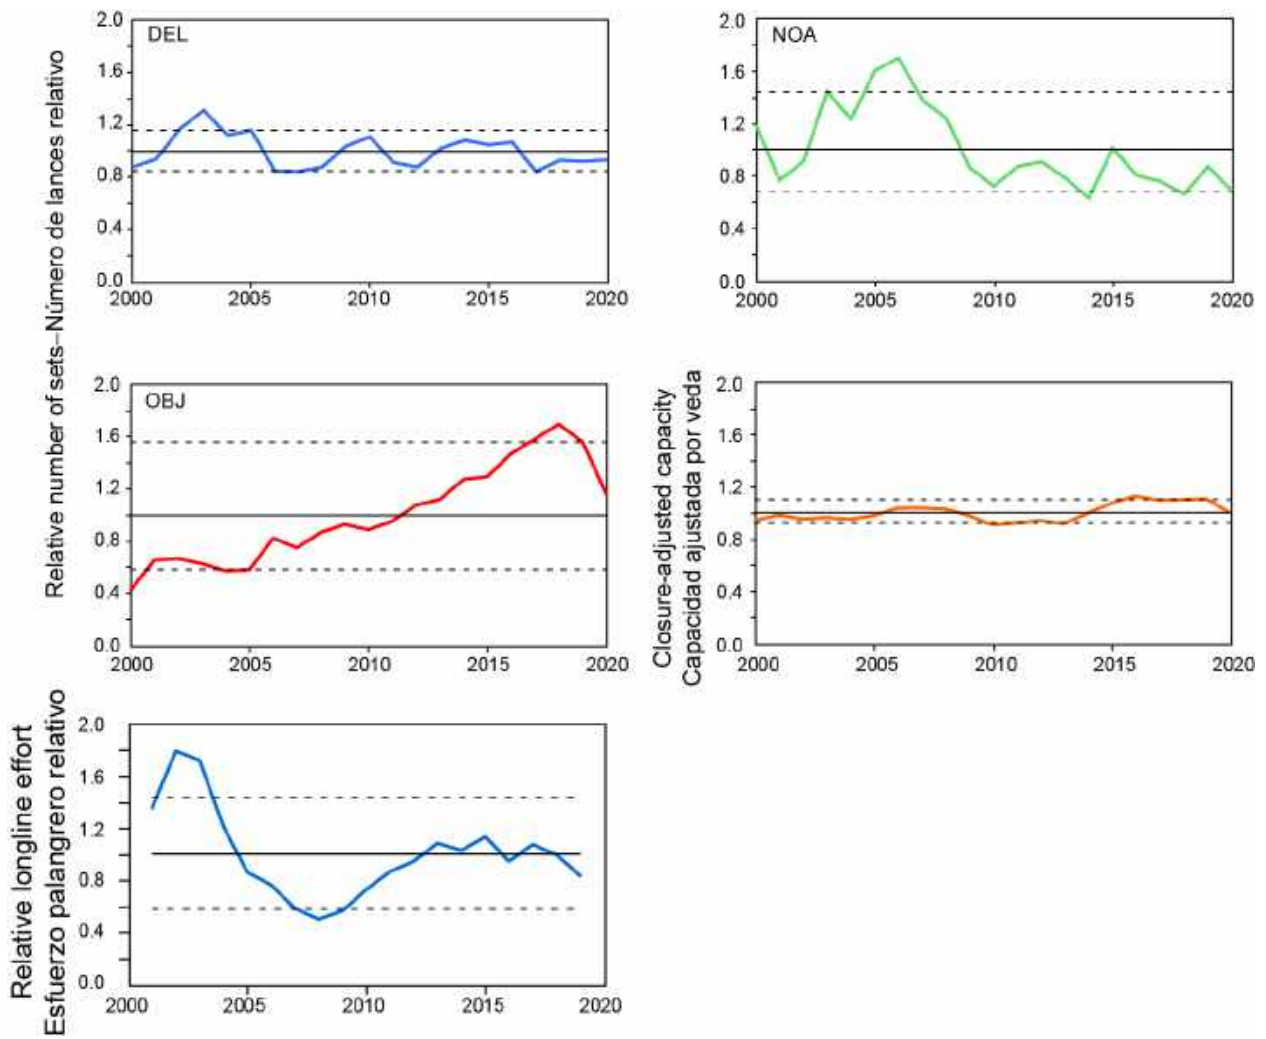 Relative number of sets–Número de lances relativo
DEL
2.0
1.6
1.2
0.8
0.4
0.0
2000 2005 2010 2015 2020
NOA
2.0
1.6
1.2
0.8
0.4
0.0
2000 2005 2010 2015 2020
OBJ
2.0
1.6
1.2
0.8
0.4
0.0
2000 2005 2010 2015 2020
Closure-adjusted capacity
Capacidad ajustada por veda
2.0
1.6
1.2
0.8
0.4
0.0
2000 2005 2010 2015 2020
Relative longline effort
Esfuerzo palangrero relativo
2.0
1.6
1.2
0.8
0.4
0.0
2000 2005 2010 2015 2020